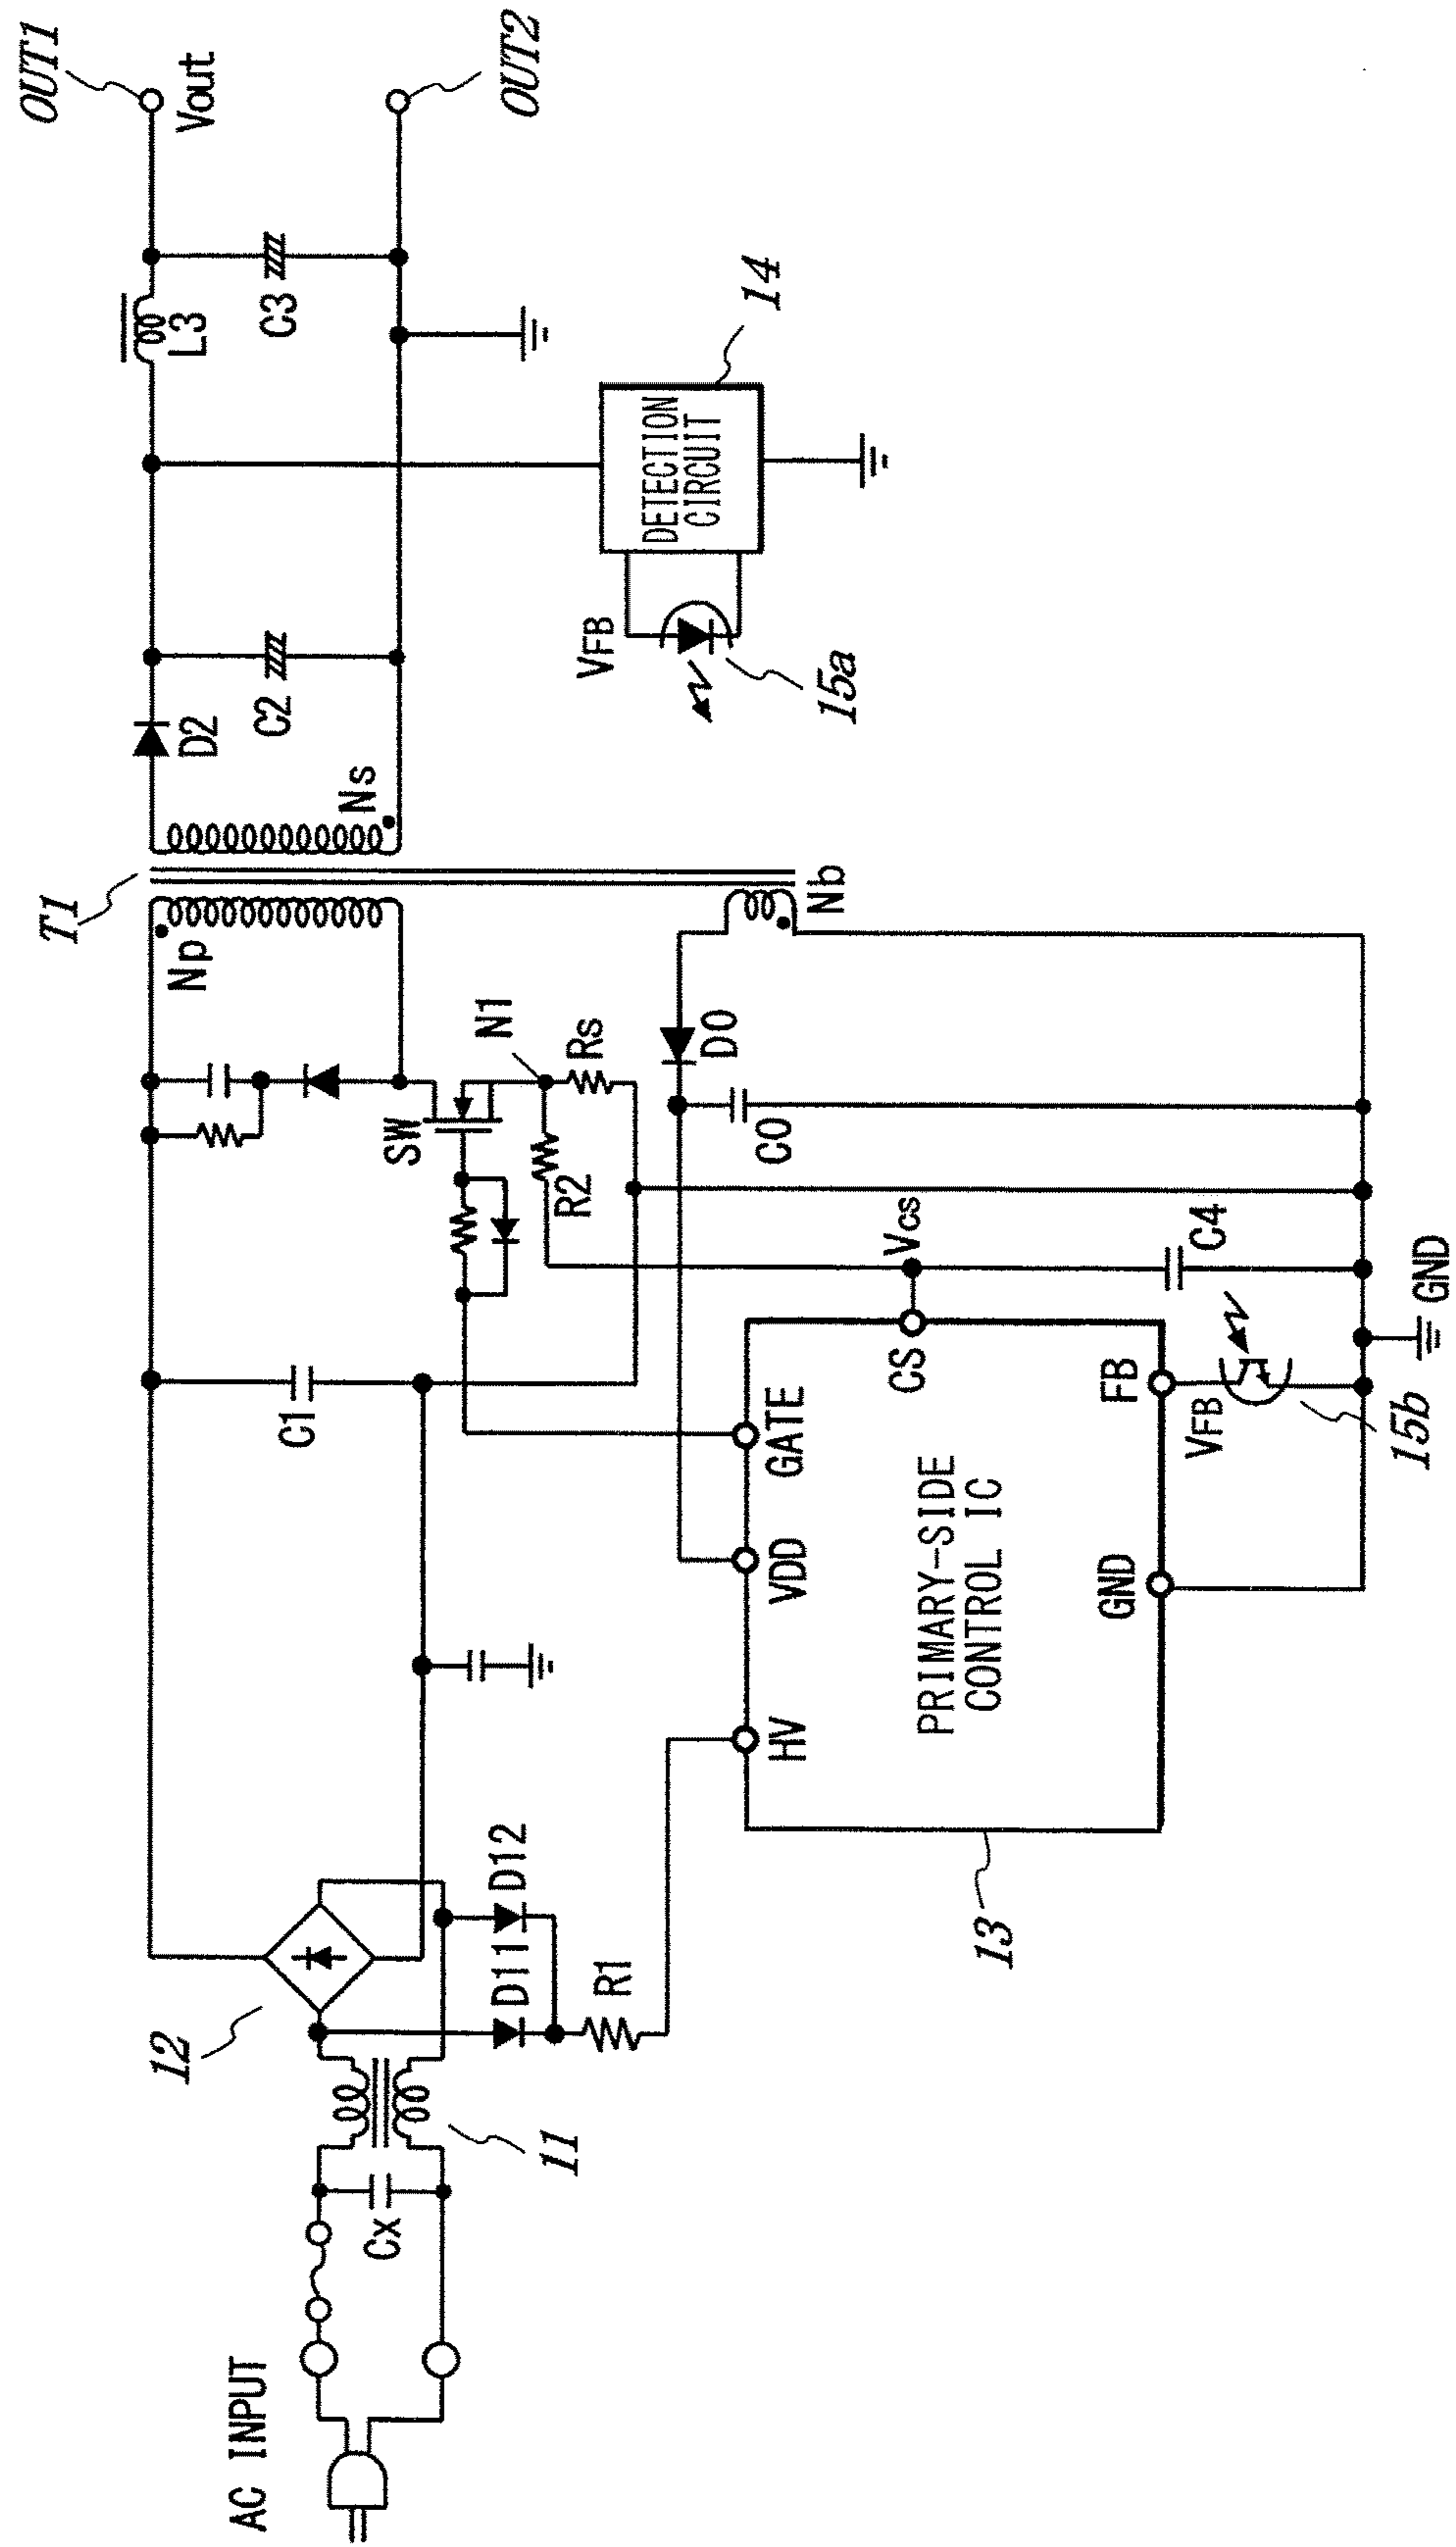 AC INPUT
Cx
11
12
D11
D12
R1
C1
HV
VDD
GATE
CS
FB
GND
PRIMARY-SIDE
CONTROL IC
13
SW
R2
N1
Rs
Vcs
C4
VFB
15b
GND
C0
D0
Nb
Np
T1
Ns
D2
C2
L3
C3
VFB
15a
DETECTION
CIRCUIT
14
OUT1
Vout
OUT2